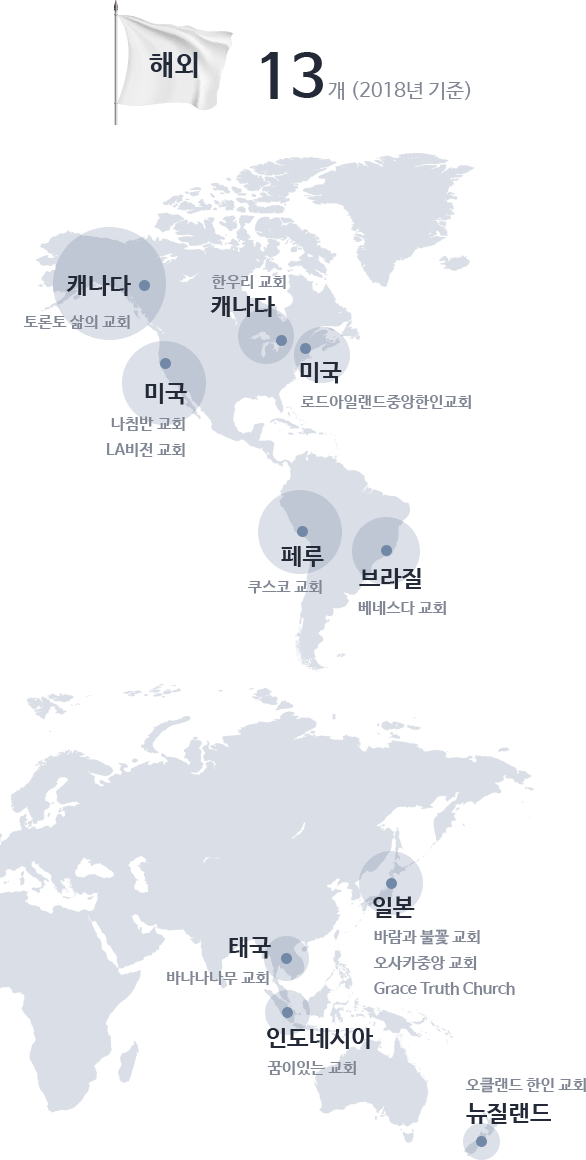 해외
13개 (2018년 기준)
캐나다
토론토 삶의 교회
한우리 교회
캐나다
미국
로드아일랜드중앙한인교회
미국
나침반 교회
LA비전 교회
페루
쿠스코 교회
브라질
베네스다 교회
일본
바람과 불꽃 교회
오사카중앙 교회
Grace Truth Church
태국
바나나나무 교회
인도네시아
꿈이있는 교회
오클랜드 한인 교회
뉴질랜드